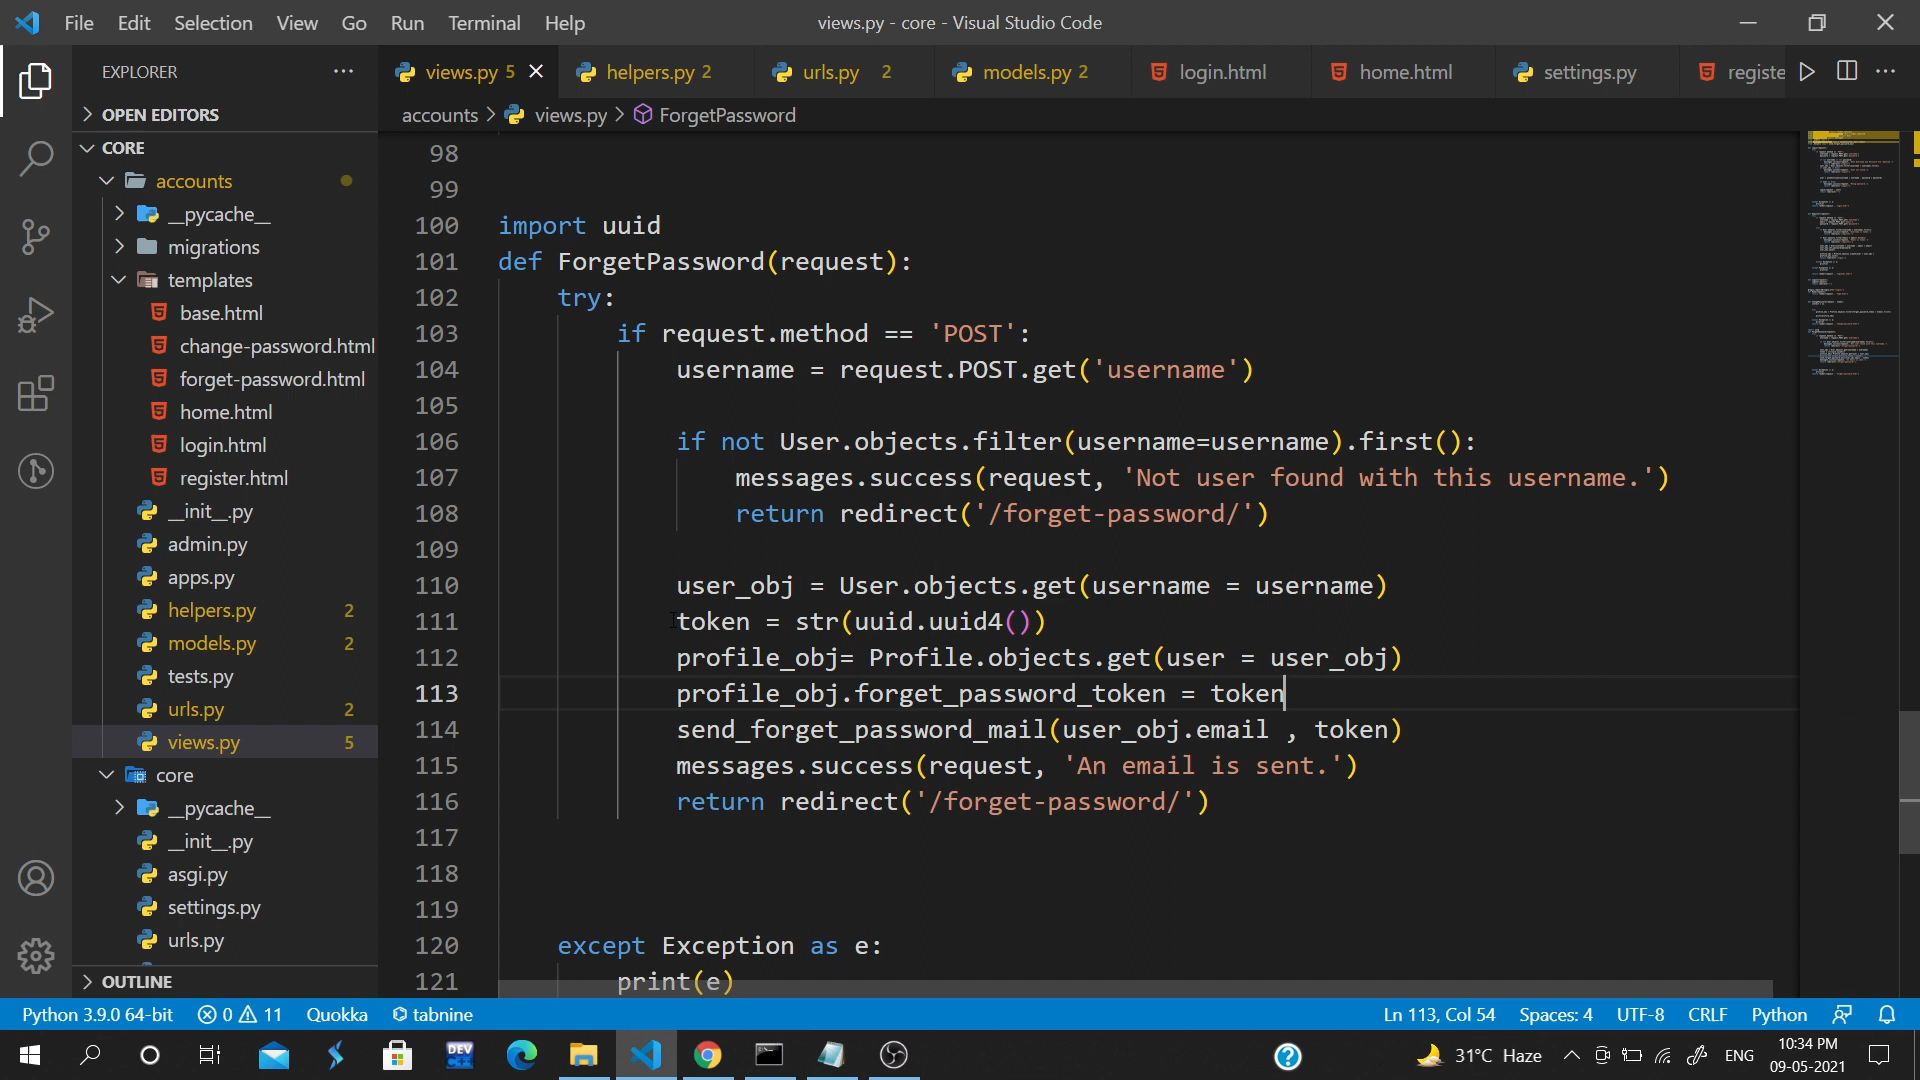 File Edit Selection View Go Run Terminal Help
views.py - core - Visual Studio Code
EXPLORER
views.py 5
helpers.py 2
urls.py 2
models.py 2
login.html
home.html
settings.py
registe
OPEN EDITORS
accounts > views.py > ForgetPassword
CORE
accounts
__pycache__
migrations
templates
base.html
change-password.html
forget-password.html
home.html
login.html
register.html
__init__.py
admin.py
apps.py
helpers.py 2
models.py 2
tests.py
urls.py 2
views.py 5
core
__pycache__
__init__.py
asgi.py
settings.py
urls.py
OUTLINE
98
99
100 import uuid
101 def ForgetPassword(request):
102 try:
103 if request.method == 'POST':
104 username = request.POST.get('username')
105
106 if not User.objects.filter(username=username).first():
107 messages.success(request, 'Not user found with this username.')
108 return redirect('/forget-password/')
109
110 user_obj = User.objects.get(username = username)
111 token = str(uuid.uuid4())
112 profile_obj= Profile.objects.get(user = user_obj)
113 profile_obj.forget_password_token = token
114 send_forget_password_mail(user_obj.email , token)
115 messages.success(request, 'An email is sent.')
116 return redirect('/forget-password/')
117
118
119
120 except Exception as e:
121 print(e)
Python 3.9.0 64-bit 0 11 Quokka tabnine
Ln 113, Col 54 Spaces: 4 UTF-8 CRLF Python
DEV C++
31°C Haze
ENG
10:34 PM
09-05-2021